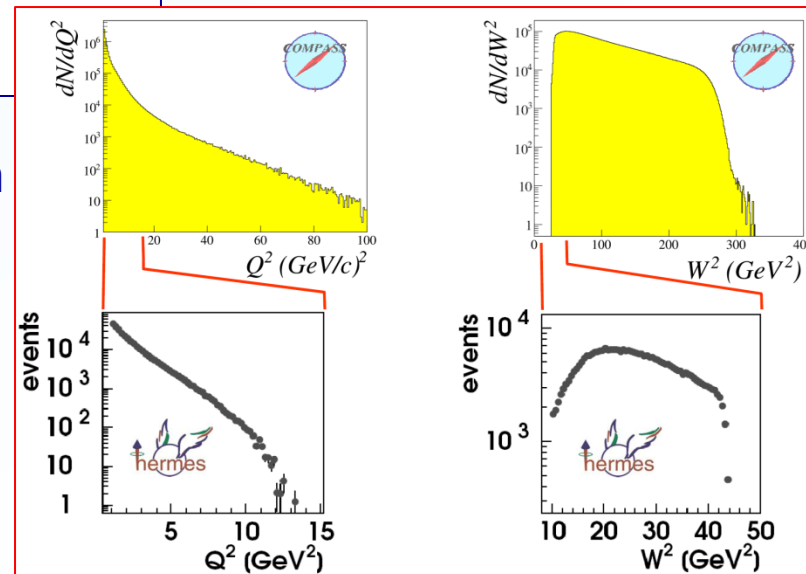 dN/dQ²
10⁶
10⁵
10⁴
10³
10²
10
1
COMPASS
20 40 60 80 100
Q² (GeV/c)²
dN/dW²
10⁵
10⁴
10³
10²
10
1
COMPASS
0 100 200 300 40
W² (GeV²)
n
events
10⁴
10³
10²
10
1
hermes
5 10 15
Q² (GeV²)
events
10⁴
10³
hermes
10 20 30 40 50
W² (GeV²)